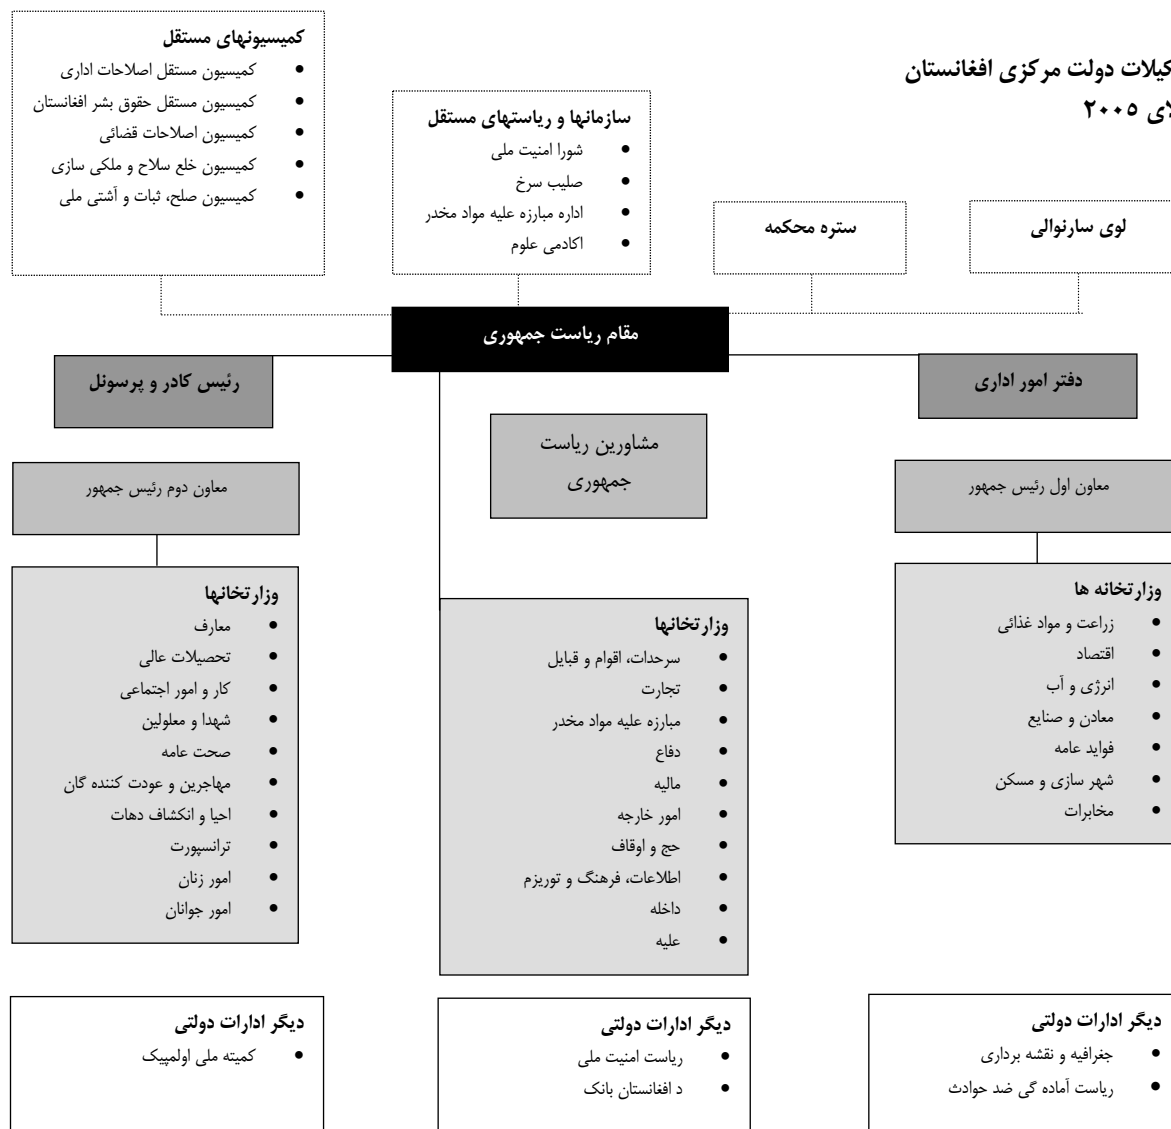 کیلات دولت مرکزی افغانستان
لای ۲۰۰۵
کمیسیونهای مستقل
• کمیسیون مستقل اصلاحات اداری
• کمیسیون مستقل حقوق بشر افغانستان
• کمیسیون اصلاحات قضائی
• کمیسیون خلع سلاح و ملکی سازی
• کمیسیون صلح، ثبات و آشتی ملی
سازمانها و ریاستهای مستقل
• شورا امنیت ملی
• صلیب سرخ
• اداره مبارزه علیه مواد مخدر
• اکادمی علوم
ستره محکمه
لوی سارنوالی
مقام ریاست جمهوری
دفتر امور اداری
رئیس کادر و پرسونل
مشاورین ریاست
جمهوری
معاون اول رئیس جمهور
معاون دوم رئیس جمهور
وزارتخانه ها
• زراعت و مواد غذائی
• اقتصاد
• انرژی و آب
• معادن و صنایع
• فواید عامه
• شهر سازی و مسکن
• مخابرات
وزارتخانها
• سرحدات، اقوام و قبایل
• تجارت
• مبارزه علیه مواد مخدر
• دفاع
• مالیه
• امور خارجه
• حج و اوقاف
• اطلاعات، فرهنگ و توریزم
• داخله
• علیه
وزارتخانها
• معارف
• تحصیلات عالی
• کار و امور اجتماعی
• شهدا و معلولین
• صحت عامه
• مهاجرین و عودت کننده گان
• احیا و انکشاف دهات
• ترانسپورت
• امور زنان
• امور جوانان
دیگر ادارات دولتی
• جغرافیه و نقشه برداری
• ریاست آماده گی ضد حوادث
دیگر ادارات دولتی
• ریاست امنیت ملی
• د افغانستان بانک
دیگر ادارات دولتی
• کمیته ملی اولمپیک